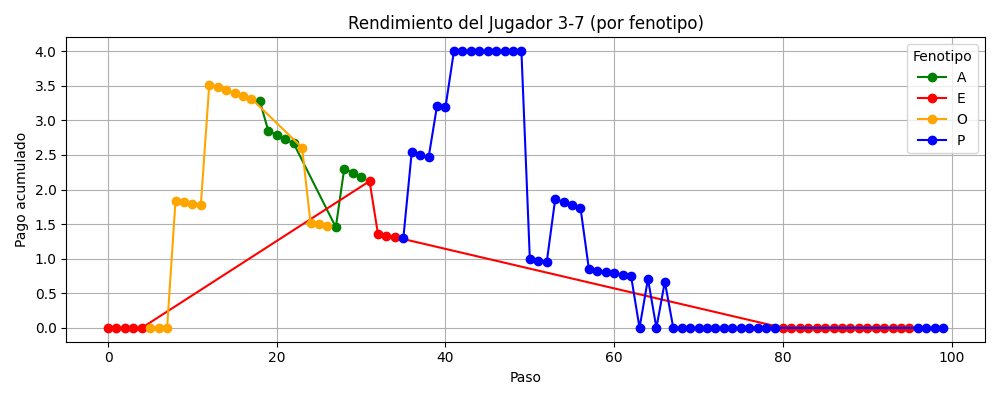 Rendimiento del Jugador 3-7 (por fenotipo)
Pago acumulado
4.0
3.5
3.0
2.5
2.0
1.5
1.0
0.5
0.0
Fenotipo
A
E
O
P
0 20 40 60 80 100
Paso